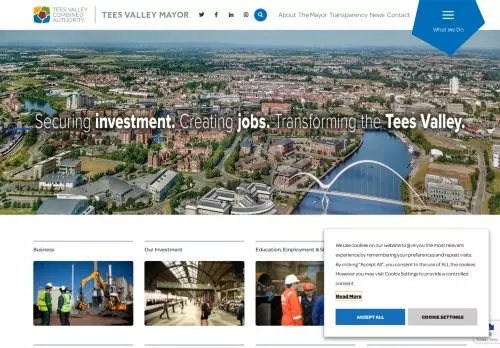 TEES VALLEY
COMBINED
AUTHORITY
TEES VALLEY MAYOR
About The Mayor Transparency News Contact
What We Do
Securing investment. Creating jobs. Transforming the Tees Valley.
Business
Our Investment
Education, Employment & S
We use cookies on our website to give you the most relevant
experience by remembering your preferences and repeat visits.
By clicking “Accept All”, you consent to the use of ALL the cookies.
However you may visit Cookie Settings to provide a controlled
consent.
Read More
ACCEPT ALL
COOKIE SETTINGS